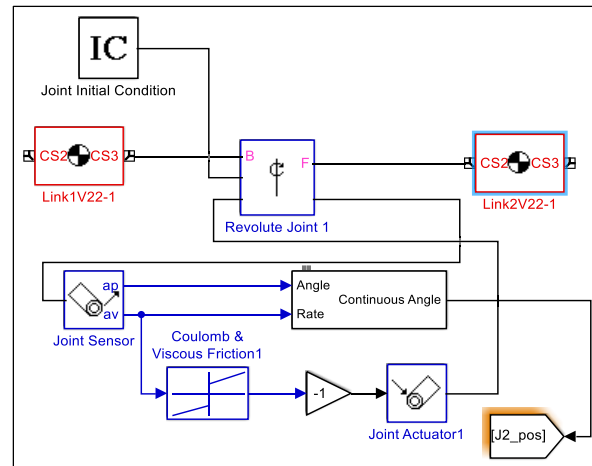 IC
Joint Initial Condition
CS2 CS3
Link1V22-1
B
F
Revolute Joint 1
CS2 CS3
Link2V22-1
ap
av
Joint Sensor
Angle
Rate
Continuous Angle
Coulomb &
Viscous Friction1
-1
Joint Actuator1
[J2_pos]